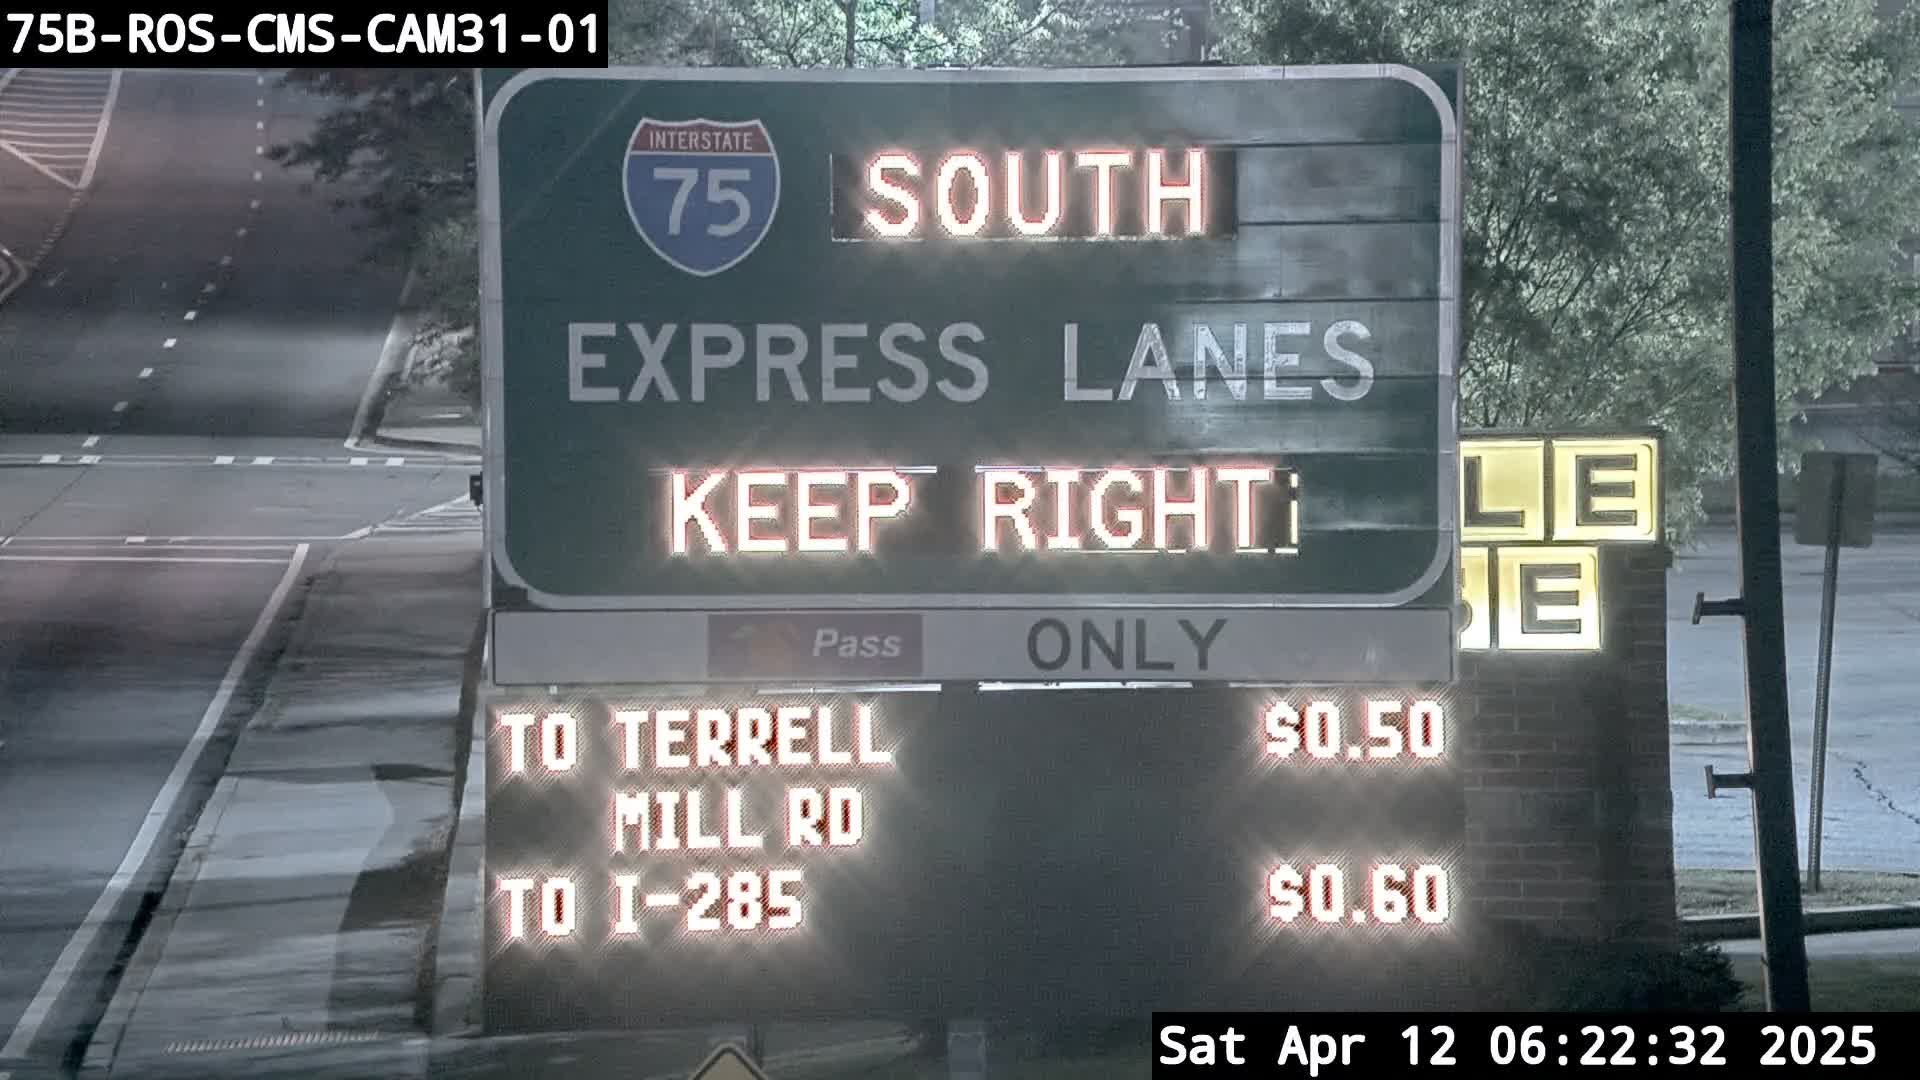 75B-ROS-CMS-CAM31-01
INTERSTATE
75
SOUTH
EXPRESS LANES
KEEP RIGHT
Pass ONLY
TO TERRELL $0.50
MILL RD
TO I-285 $0.60
LE
E
Sat Apr 12 06:22:32 2025